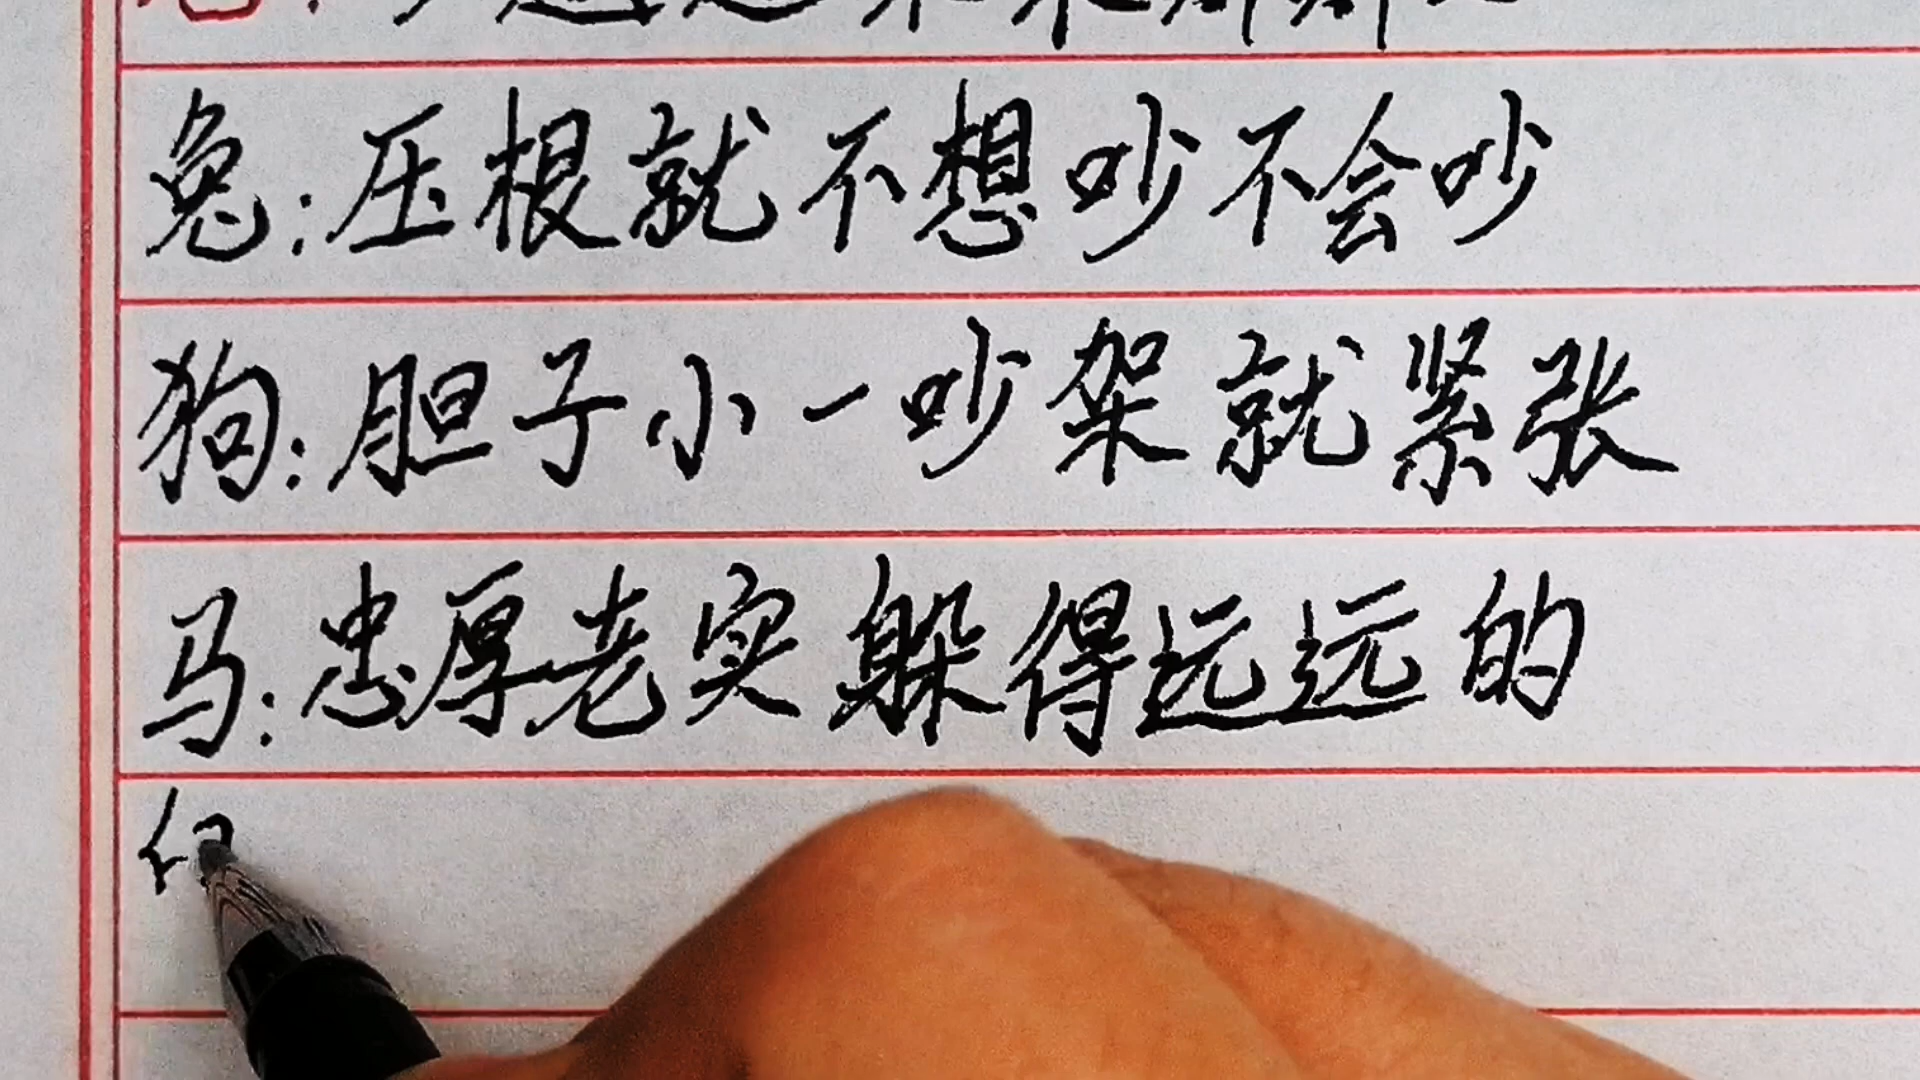 兔:压根就不想吵不会吵
狗:胆子小一吵架就紧张
马:忠厚老实躲得远远的